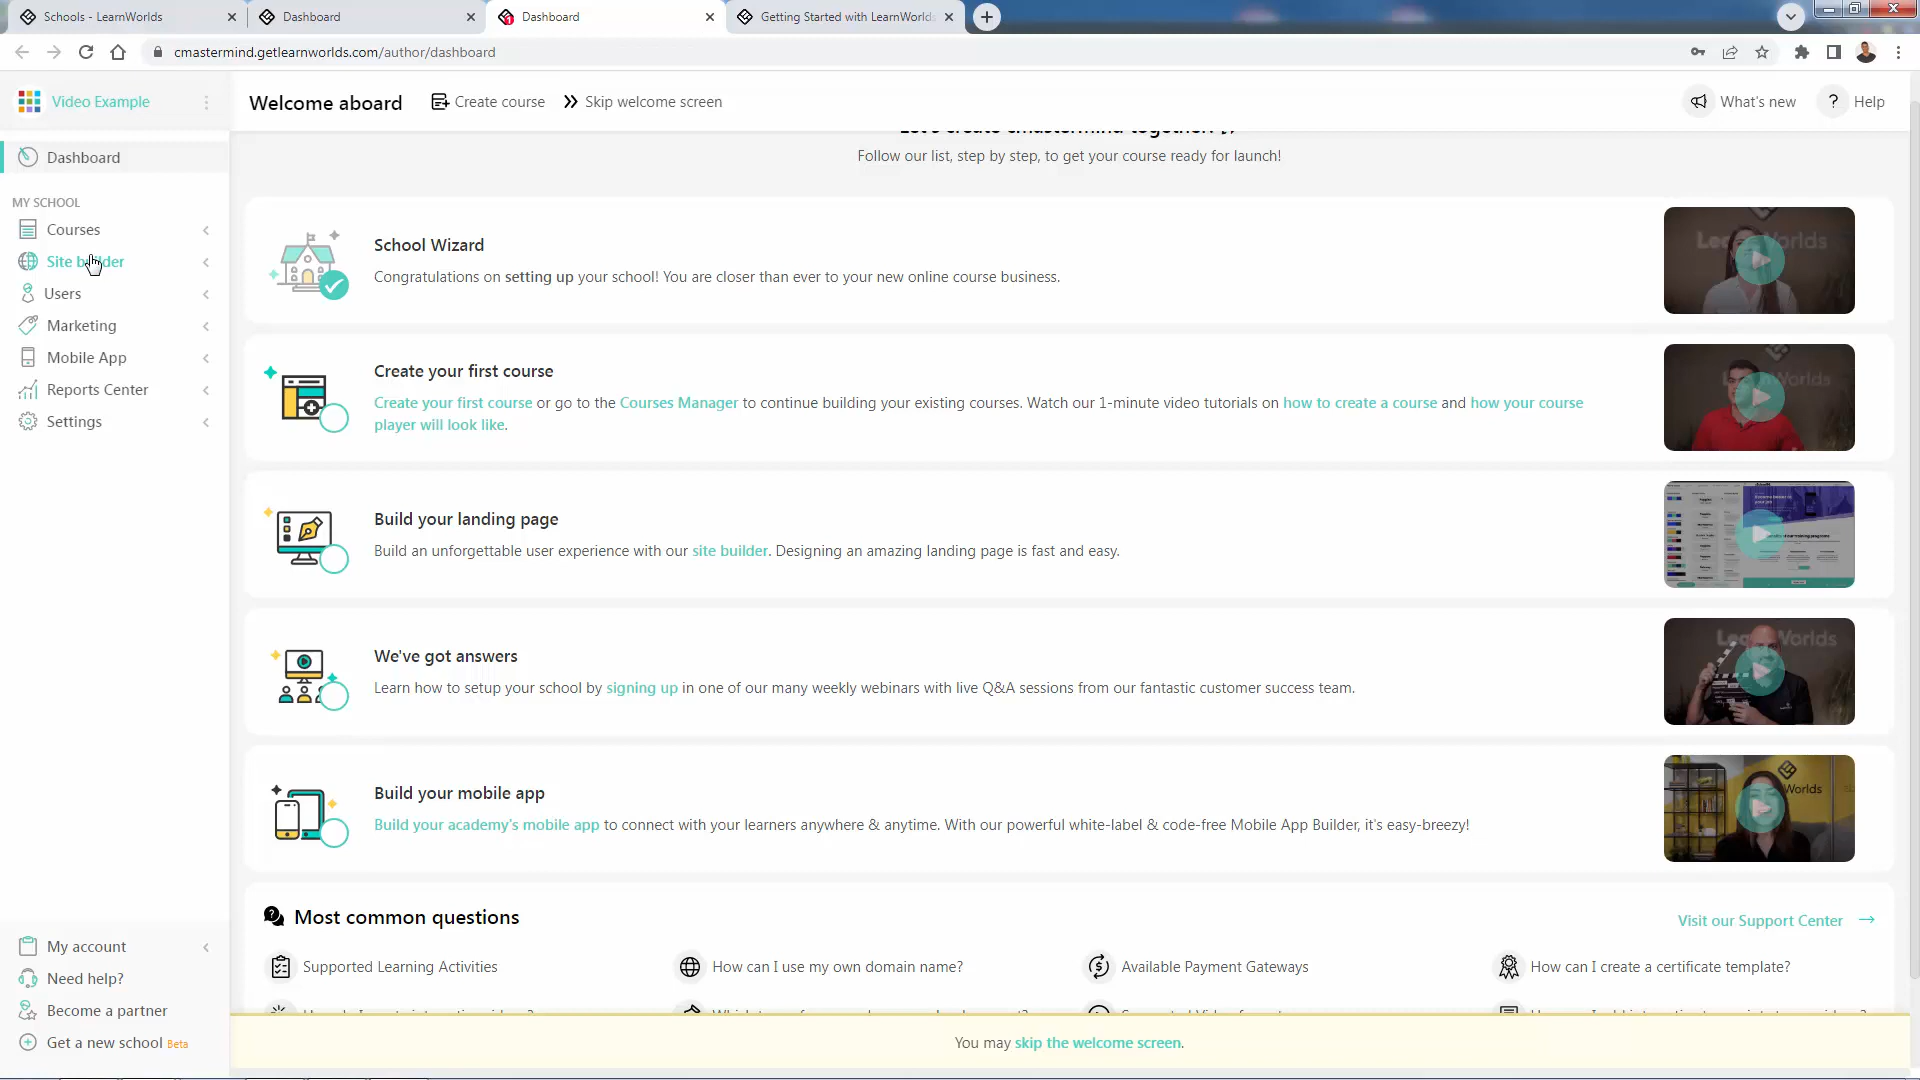 Schools - LearnWorlds
Dashboard
Dashboard
Getting Started with LearnWorlds
cmastermind.getlearnworlds.com/author/dashboard
Video Example
Welcome aboard
Create course
Skip welcome screen
What's new
? Help
Let's create cmastermind together!
Follow our list, step by step, to get your course ready for launch!
Dashboard
MY SCHOOL
Courses
Site builder
Users
Marketing
Mobile App
Reports Center
Settings
School Wizard
Congratulations on setting up your school! You are closer than ever to your new online course business.
LearnWorlds
Create your first course
Create your first course or go to the Courses Manager to continue building your existing courses. Watch our 1-minute video tutorials on how to create a course and how your course
player will look like.
Build your landing page
Build an unforgettable user experience with our site builder. Designing an amazing landing page is fast and easy.
We've got answers
Learn how to setup your school by signing up in one of our many weekly webinars with live Q&A sessions from our fantastic customer success team.
Build your mobile app
Build your academy's mobile app to connect with your learners anywhere & anytime. With our powerful white-label & code-free Mobile App Builder, it's easy-breezy!
Most common questions
Visit our Support Center
Supported Learning Activities
How can I use my own domain name?
Available Payment Gateways
How can I create a certificate template?
My account
Need help?
Become a partner
Get a new school Beta
You may skip the welcome screen.